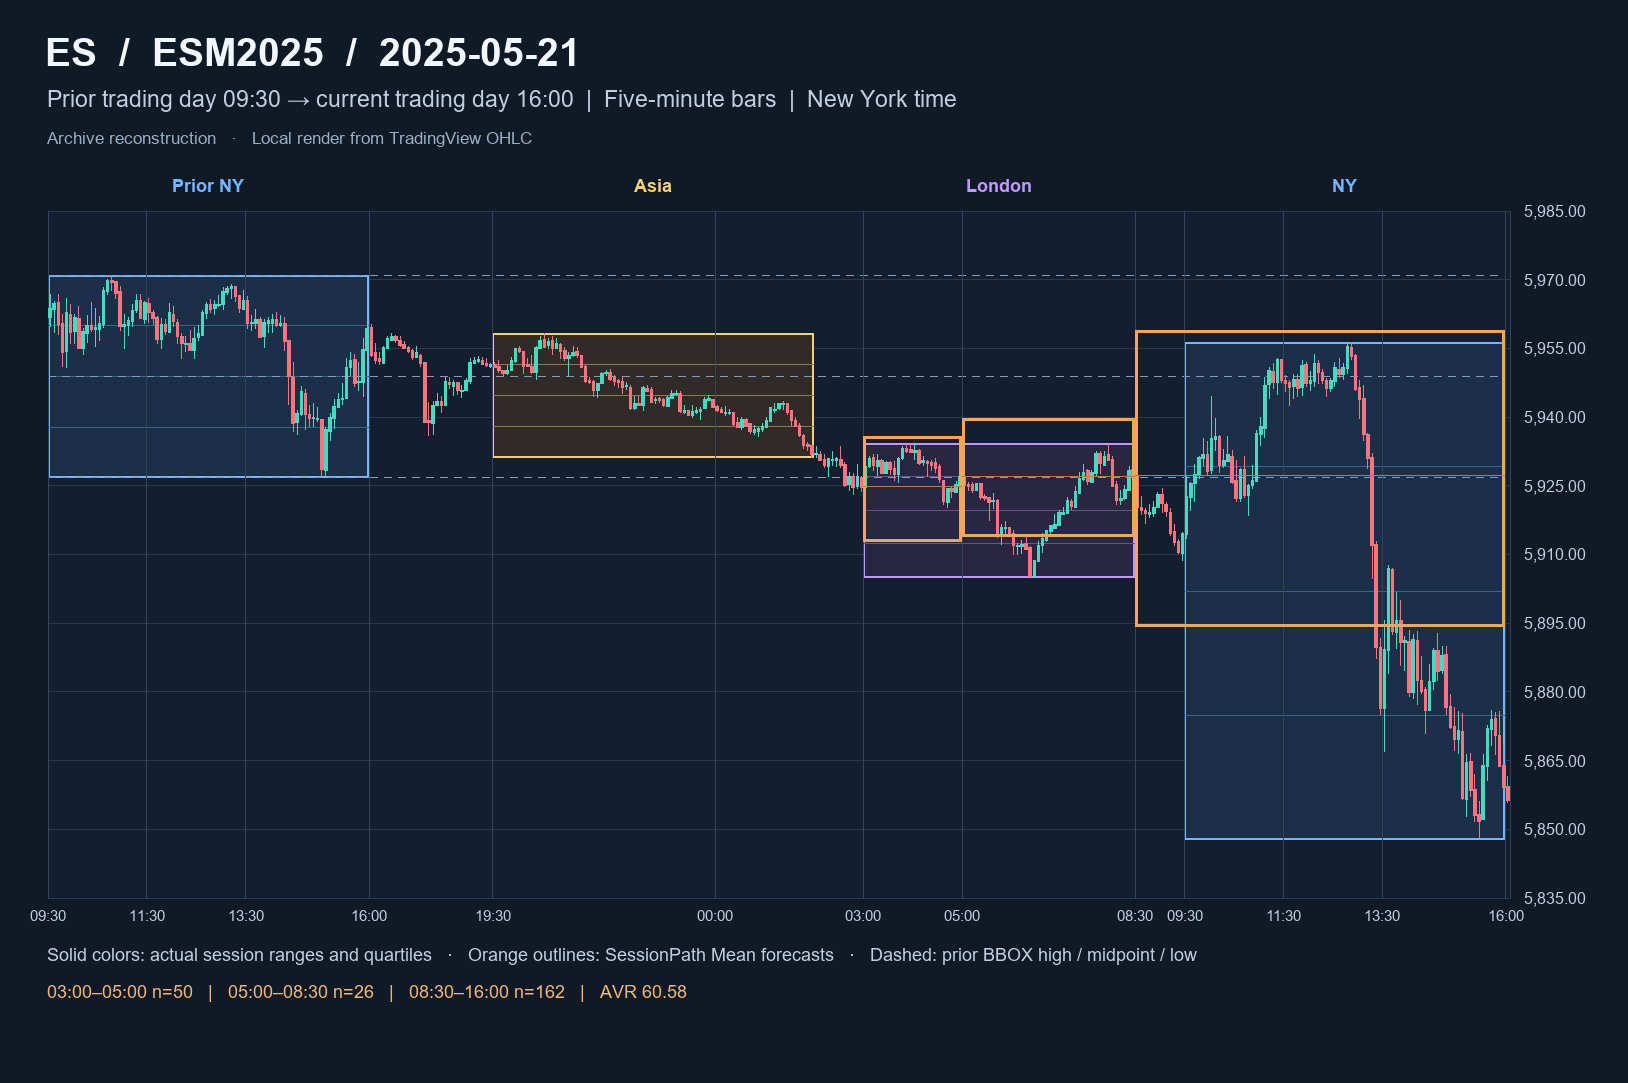 ES / ESM2025 / 2025-05-21
Prior trading day 09:30 → current trading day 16:00 | Five-minute bars | New York time
Archive reconstruction · Local render from TradingView OHLC
Prior NY Asia London NY
5,985.00
5,970.00
5,955.00
5,940.00
5,925.00
5,910.00
5,895.00
5,880.00
5,865.00
5,850.00
5,835.00
09:30 11:30 13:30 16:00 19:30 00:00 03:00 05:00 08:30 09:30 11:30 13:30 16:00
Solid colors: actual session ranges and quartiles · Orange outlines: SessionPath Mean forecasts · Dashed: prior BBOX high / midpoint / low
03:00–05:00 n=50 | 05:00–08:30 n=26 | 08:30–16:00 n=162 | AVR 60.58